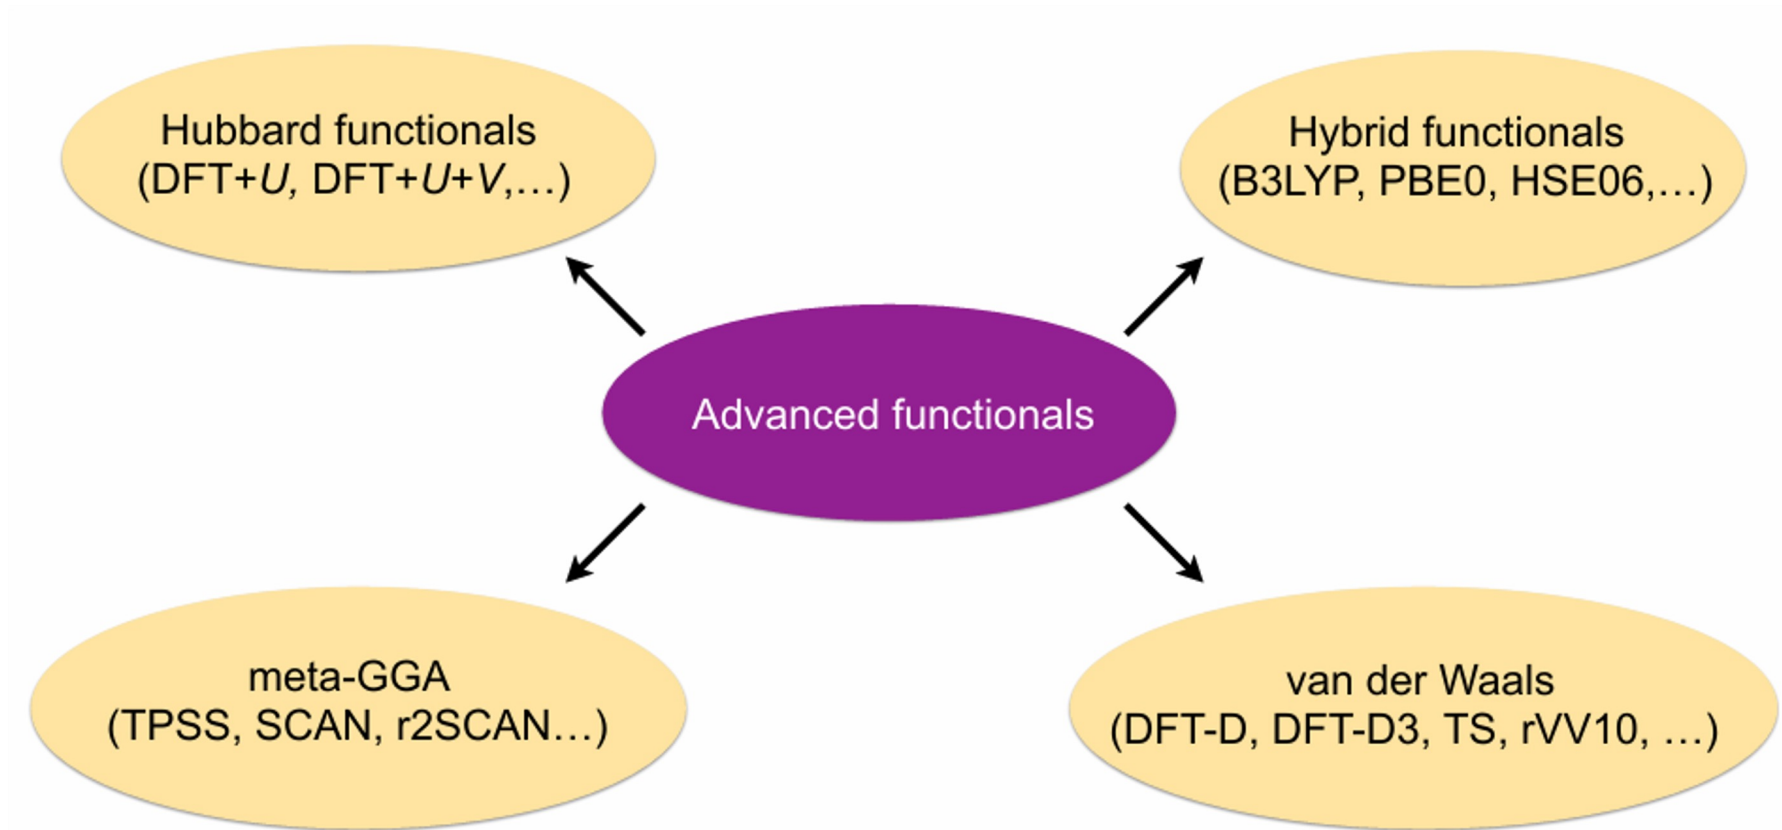 Hubbard functionals
(DFT+U, DFT+U+V,…)
Hybrid functionals
(B3LYP, PBE0, HSE06,…)
Advanced functionals
meta-GGA
(TPSS, SCAN, r2SCAN…)
van der Waals
(DFT-D, DFT-D3, TS, rVV10, …)